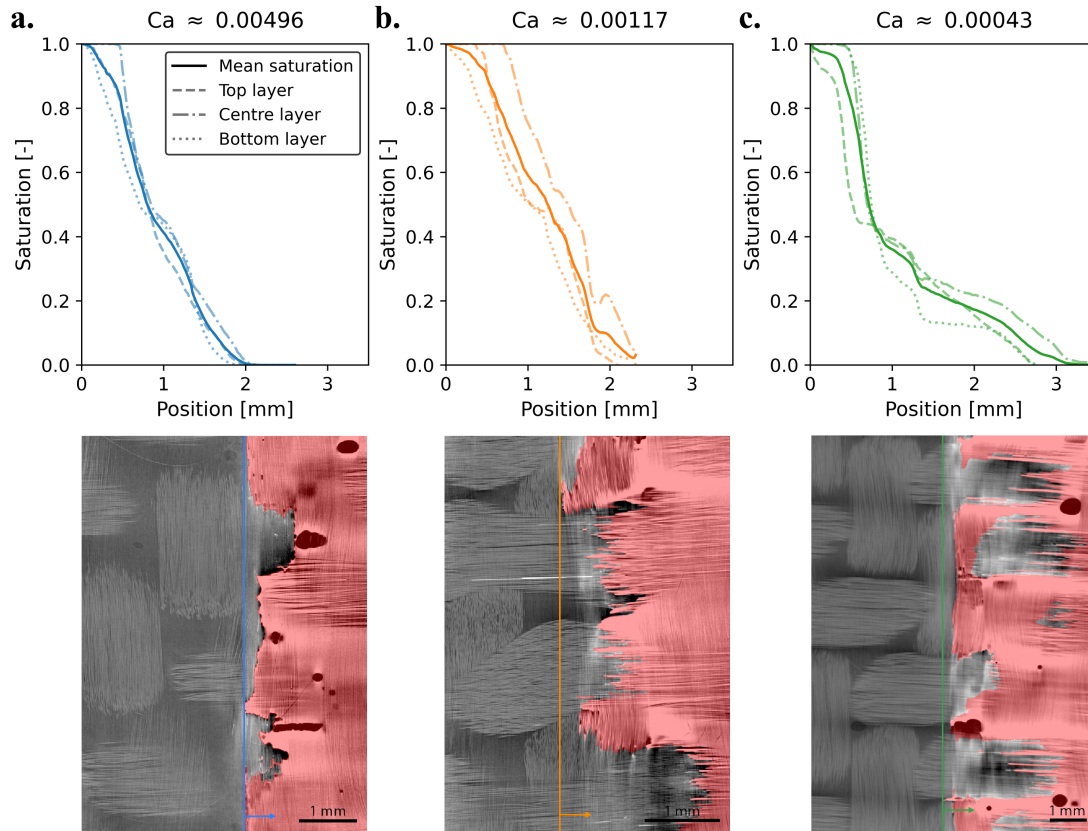 a.
Ca ≈ 0.00496
b.
Ca ≈ 0.00117
c.
Ca ≈ 0.00043
1.0
0.8
0.6
0.4
0.2
0.0
Saturation [-]
Mean saturation
Top layer
Centre layer
Bottom layer
0
1
2
3
Position [mm]
1.0
0.8
0.6
0.4
0.2
0.0
Saturation [-]
0
1
2
3
Position [mm]
1.0
0.8
0.6
0.4
0.2
0.0
Saturation [-]
0
1
2
3
Position [mm]
1 mm
1 mm
1 mm